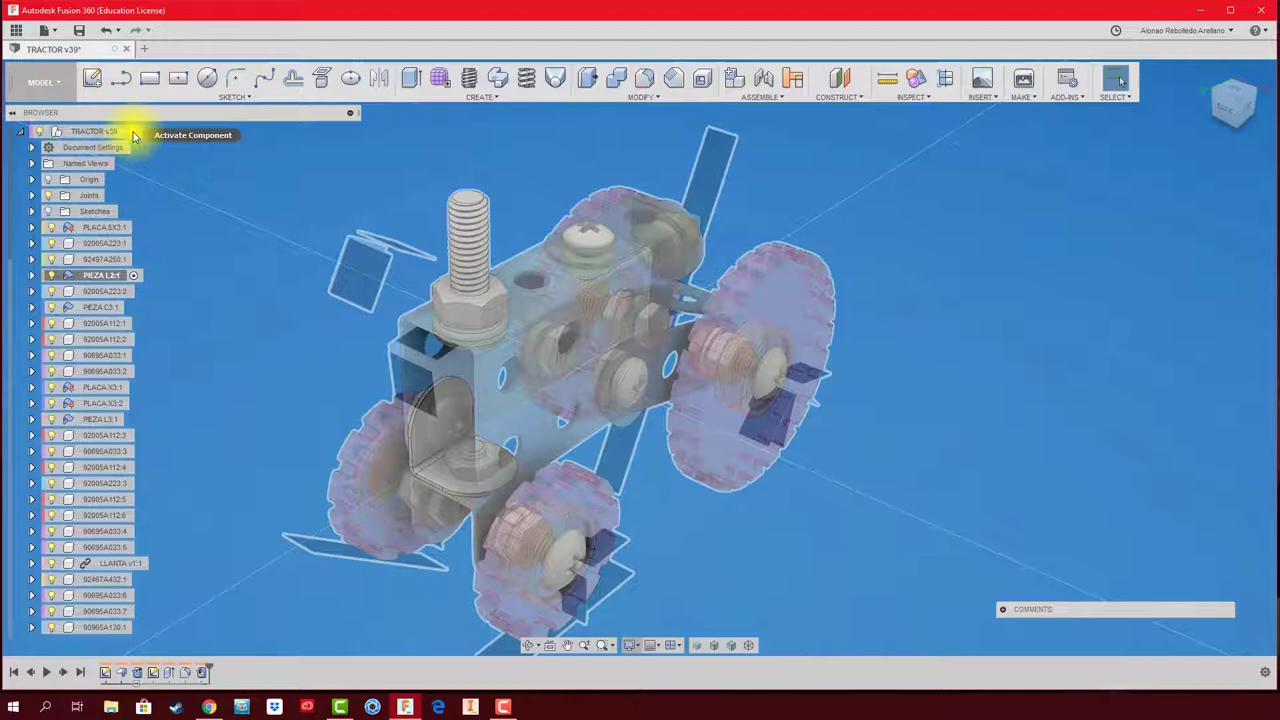 Autodesk Fusion 360 (Education License)
Alonso Rebolledo Arellano
TRACTOR v39*
MODEL
SKETCH
CREATE
MODIFY
ASSEMBLE
CONSTRUCT
INSPECT
INSERT
MAKE
ADD-INS
SELECT
BROWSER
TRACTOR v39
Activate Component
Document Settings
Named Views
Origin
Joints
Sketches
PLACA 5X3:1
92005A223:1
92497A250:1
PIEZA L2:1
92005A223:2
PIEZA C3:1
92005A112:1
92005A112:2
90695A033:1
90695A033:2
PLACA X3:1
PLACA X3:2
PIEZA L3:1
92005A112:3
90695A033:3
92005A112:4
92005A223:3
92005A112:5
92005A112:6
90695A033:4
90695A033:5
LLANTA v1:1
92467A432:1
90695A033:6
90695A033:7
90965A130:1
COMMENTS